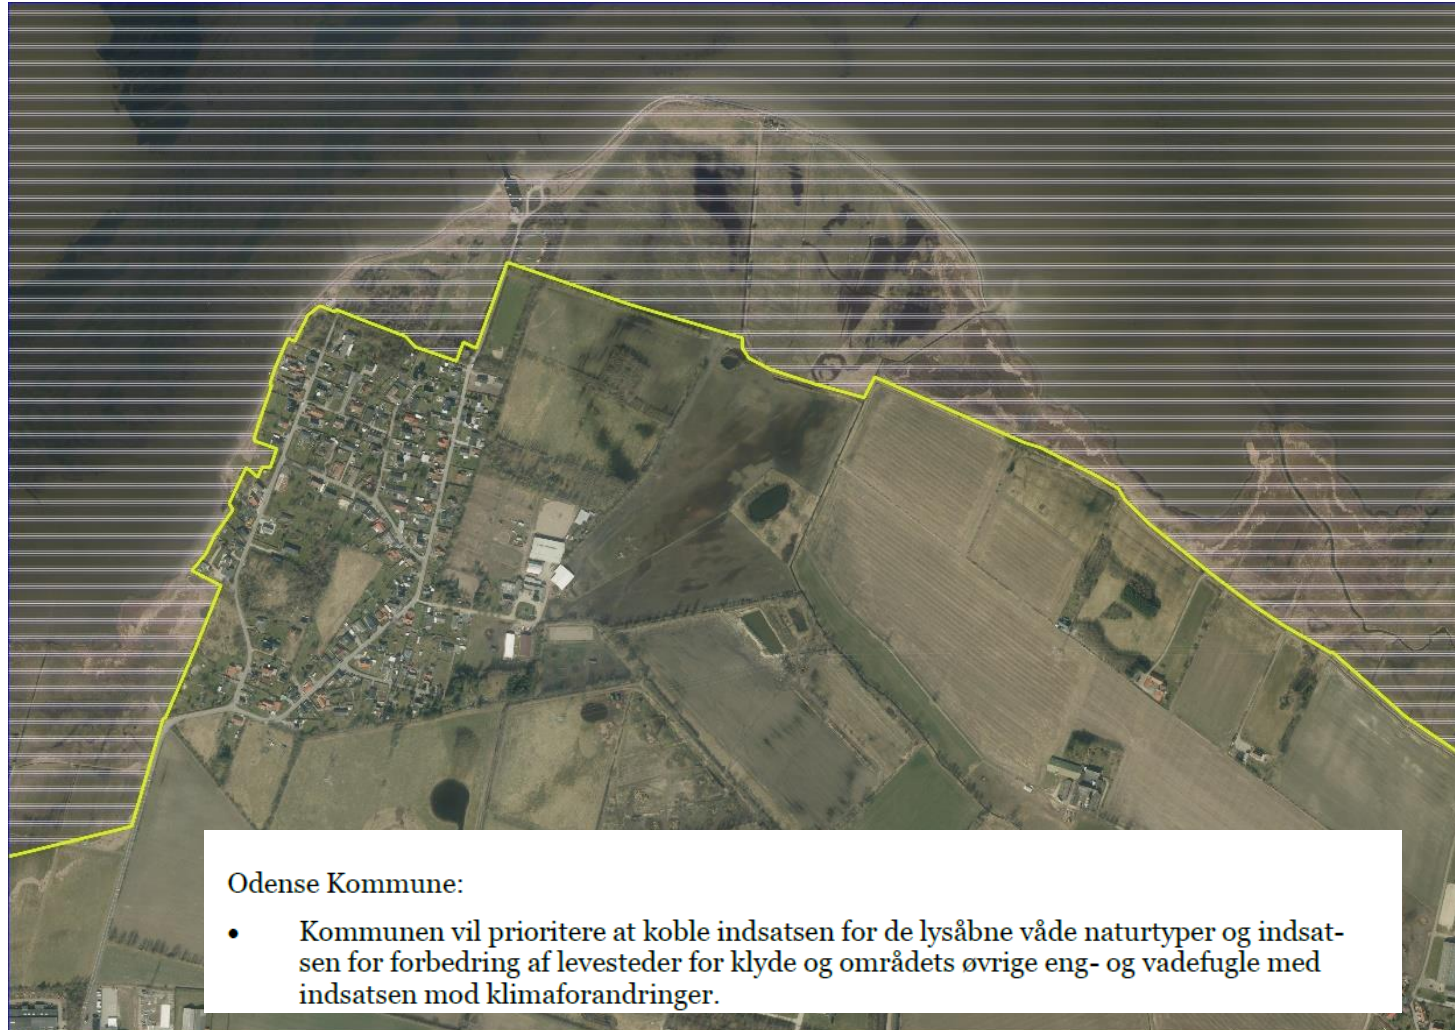 Odense Kommune:
• Kommunen vil prioritere at koble indsatsen for de lysåbne våde naturtyper og indsat-
sen for forbedring af levesteder for klyde og områdets øvrige eng- og vadefugle med
indsatsen mod klimaforandringer.